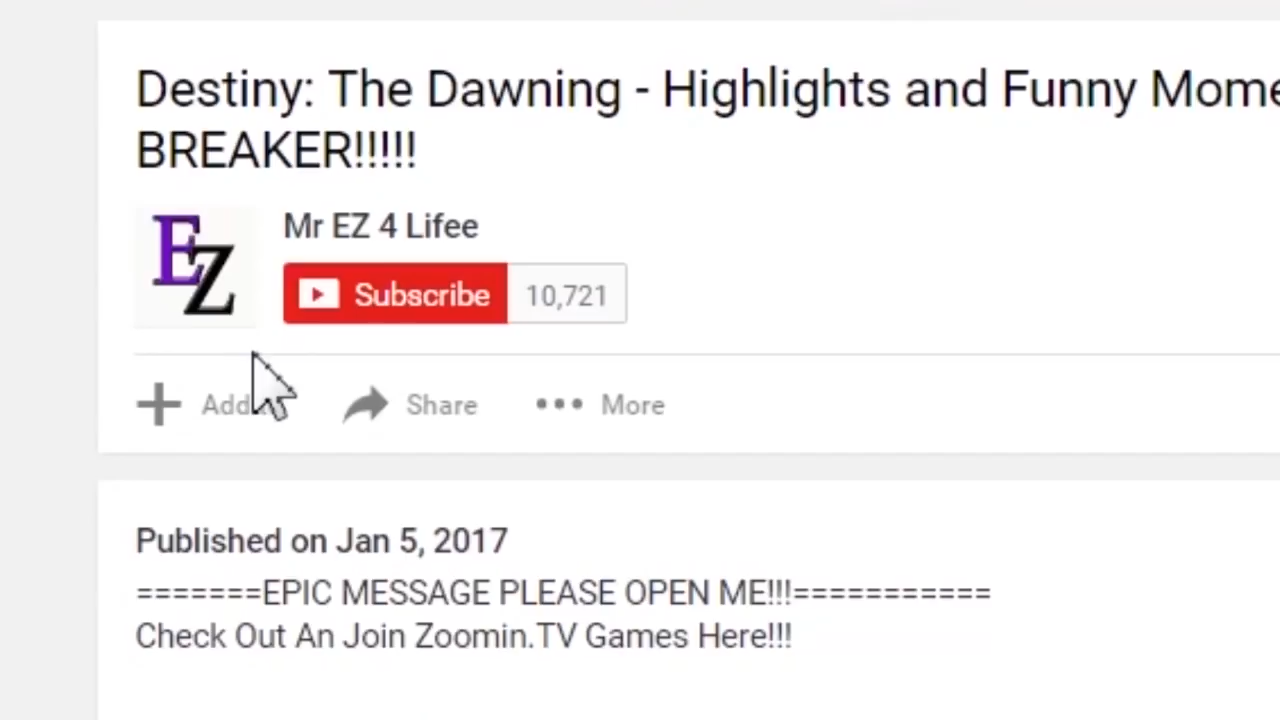 Destiny: The Dawning - Highlights and Funny Mome
BREAKER!!!!!
EZ
Mr EZ 4 Lifee
Subscribe 10,721
Add Share More
Published on Jan 5, 2017
=======EPIC MESSAGE PLEASE OPEN ME!!!===========
Check Out An Join Zoomin.TV Games Here!!!